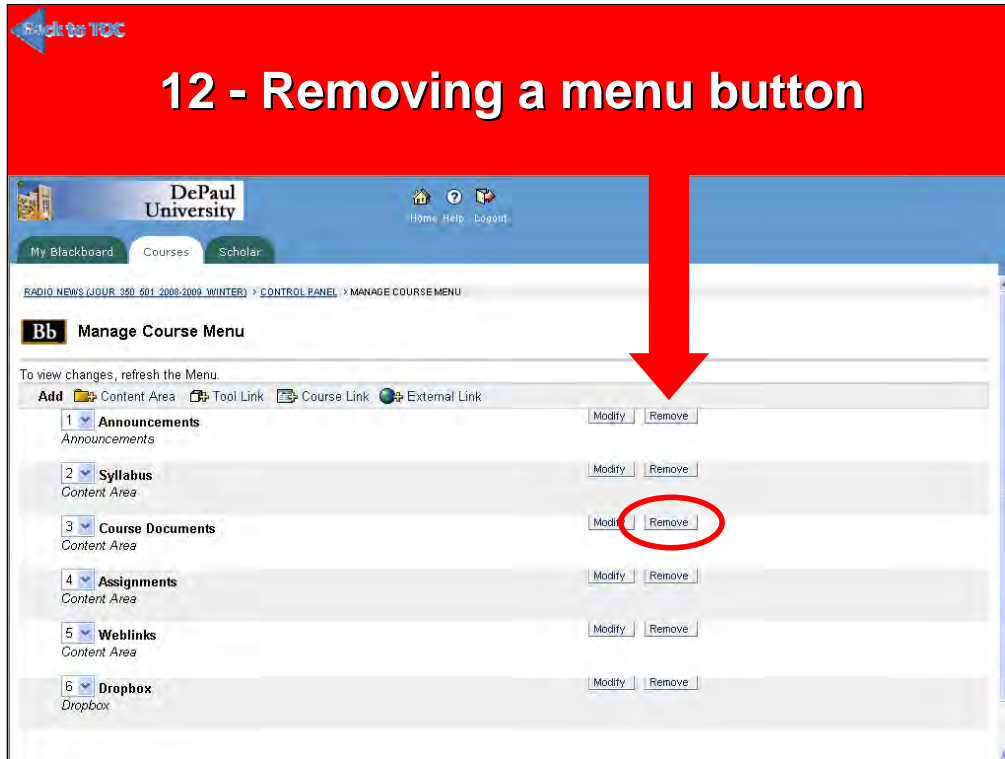 Back to TOC
12 - Removing a menu button
DePaul
University
Home Help Logout
My Blackboard Courses Scholar
RADIO NEWS (JOUR 350 501 2008-2009 WINTER) > CONTROL PANEL > MANAGE COURSE MENU
Bb Manage Course Menu
To view changes, refresh the Menu.
Add Content Area Tool Link Course Link External Link
1 Announcements Modify Remove
Announcements
2 Syllabus Modify Remove
Content Area
3 Course Documents Modify Remove
Content Area
4 Assignments Modify Remove
Content Area
5 Weblinks Modify Remove
Content Area
6 Dropbox Modify Remove
Dropbox